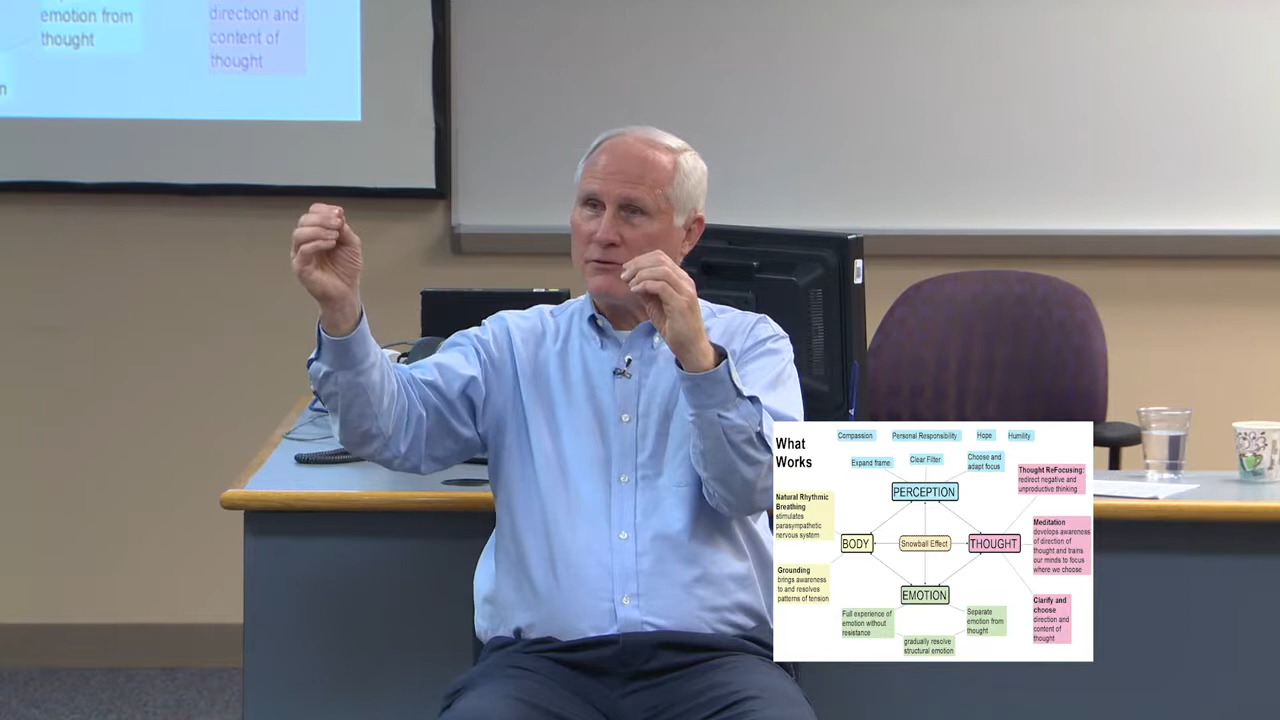 emotion from
thought
direction and
content of
thought
n
What
Works
Compassion
Personal Responsibility
Hope
Humility
Expand frame
Clear Filter
Choose and
adapt focus
PERCEPTION
Thought ReFocusing:
redirect negative and
unproductive thinking
Natural Rhythmic
Breathing
stimulates
parasympathetic
nervous system
BODY
Snowball Effect
THOUGHT
Meditation
develops awareness
of direction of
thought and trains
our minds to focus
where we choose
Grounding
brings awareness
to and resolves
patterns of tension
EMOTION
Full experience of
emotion without
resistance
Separate
emotion from
thought
gradually resolve
structural emotion
Clarify and
choose
direction and
content of
thought